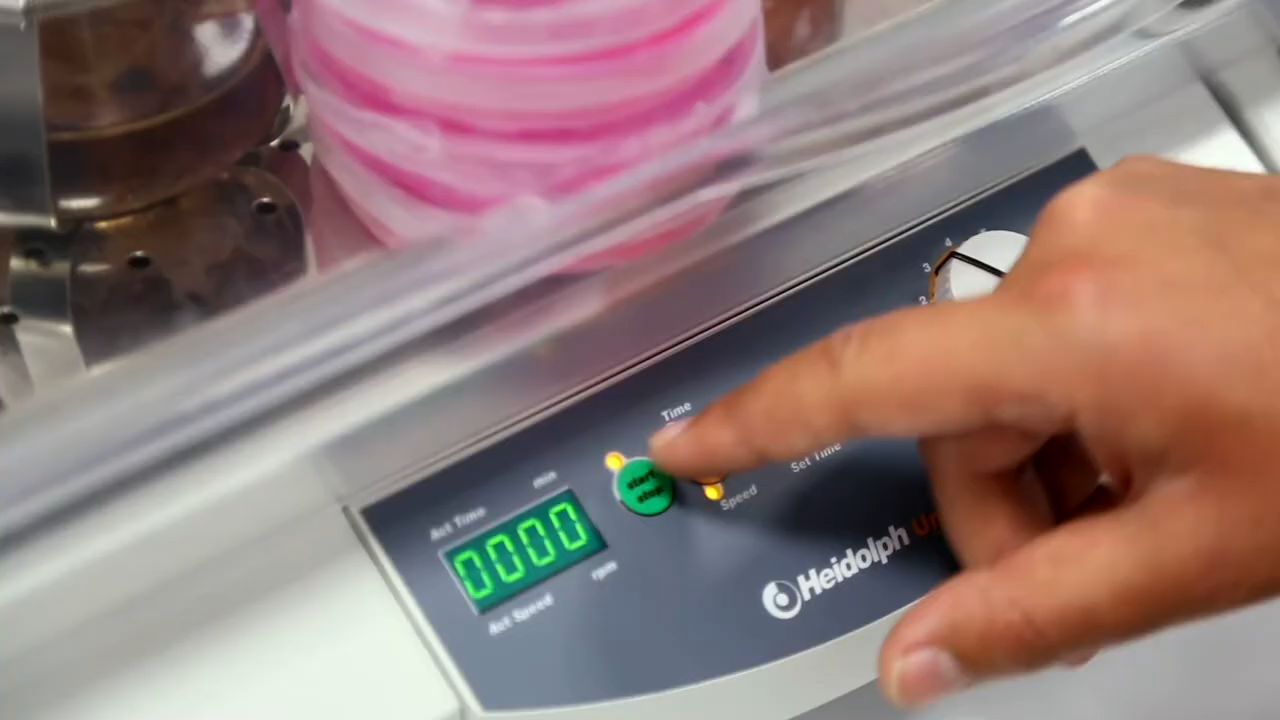 4
3
2
Time
start
stop
min
Set Time
Speed
Act Time
0000
rpm
Act Speed
Heidolph